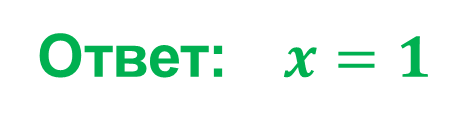 Ответ: x = 1